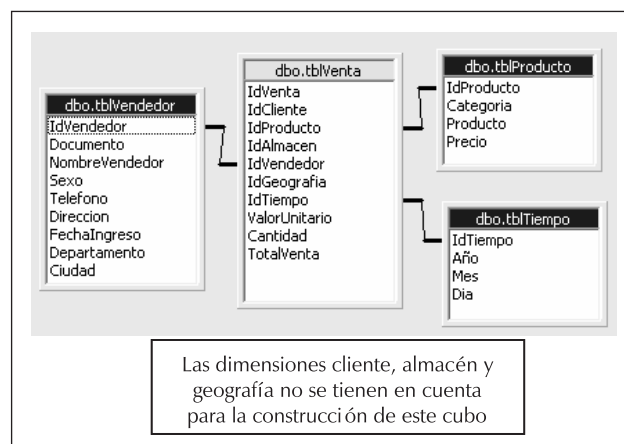 dbo.tblVendedor
IdVendedor
Documento
NombreVendedor
Sexo
Telefono
Direccion
FechaIngreso
Departamento
Ciudad
dbo.tblVenta
IdVenta
IdCliente
IdProducto
IdAlmacen
IdVendedor
IdGeografia
IdTiempo
ValorUnitario
Cantidad
TotalVenta
dbo.tblProducto
IdProducto
Categoria
Producto
Precio
dbo.tblTiempo
IdTiempo
Año
Mes
Dia
Las dimensiones cliente, almacén y
geografía no se tienen en cuenta
para la construcción de este cubo